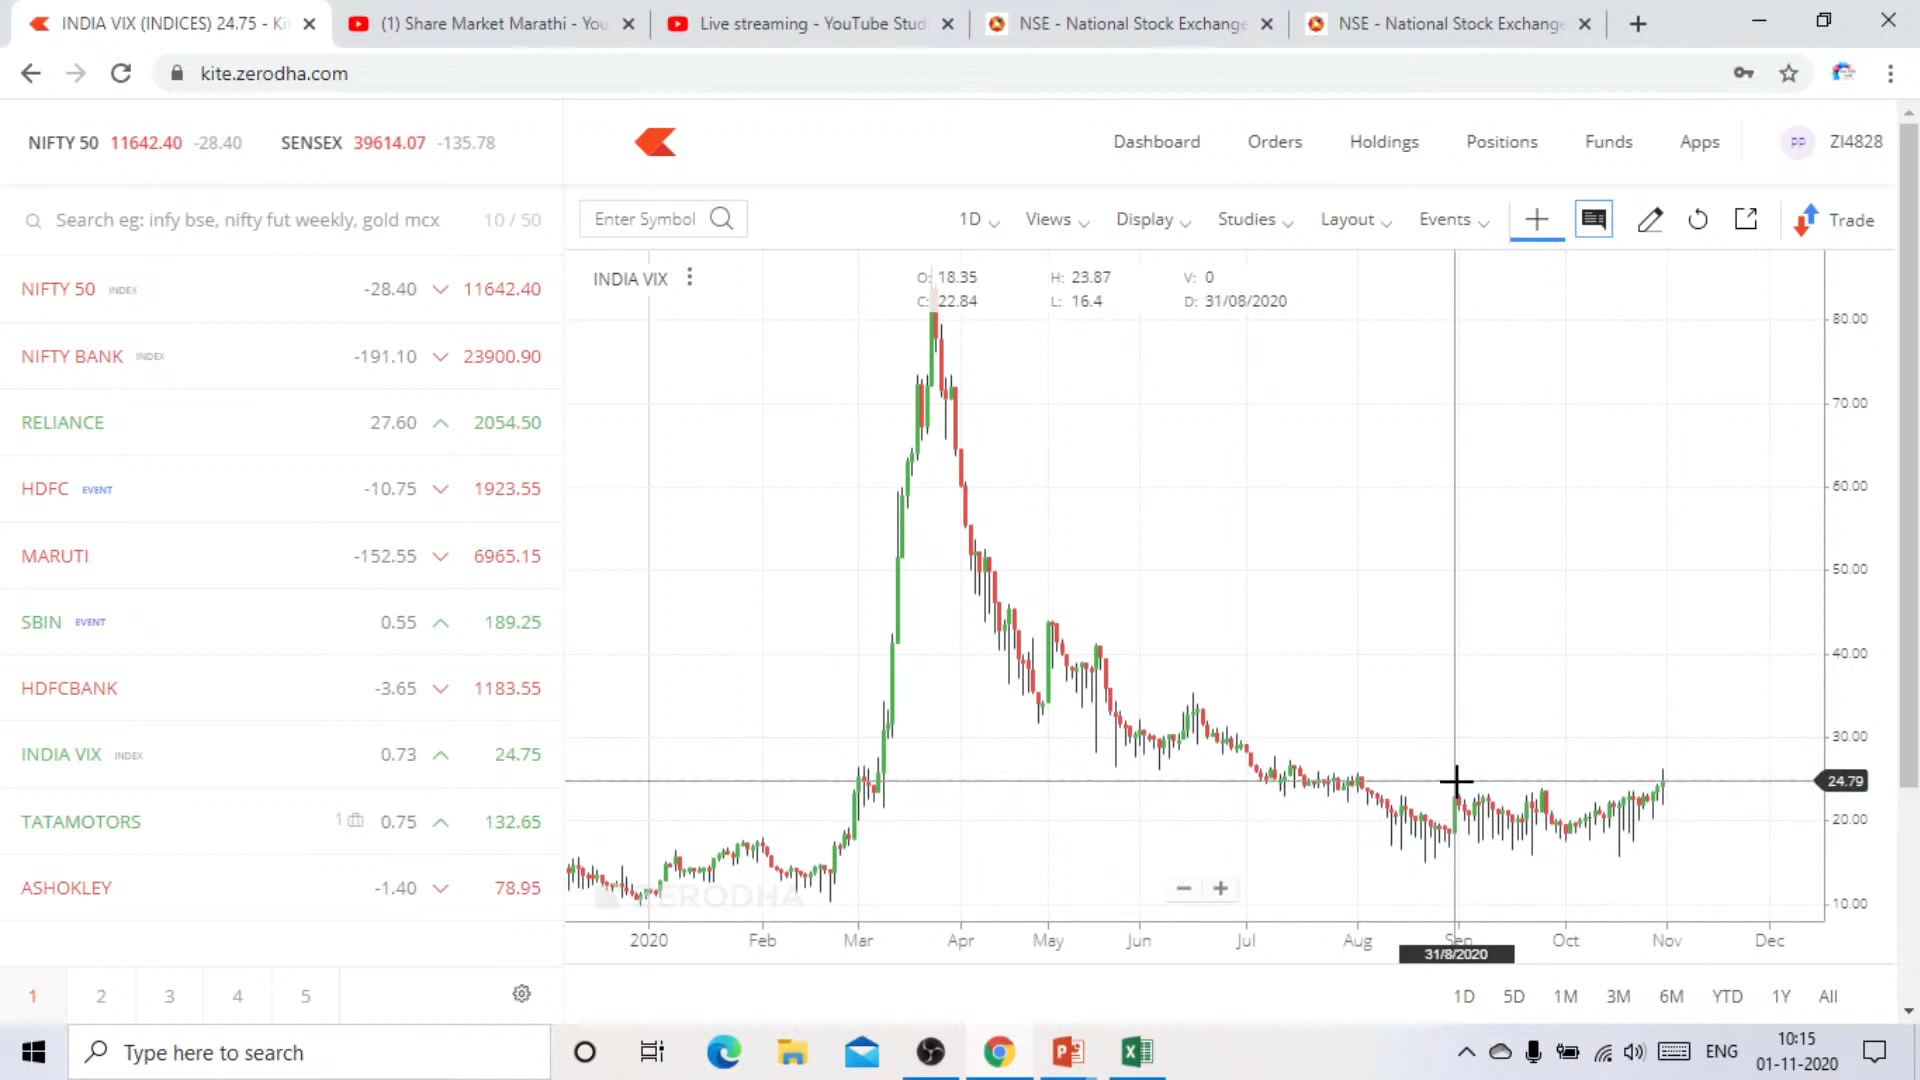 INDIA VIX (INDICES) 24.75 - Ki
(1) Share Market Marathi - You
Live streaming - YouTube Stud
NSE - National Stock Exchange
NSE - National Stock Exchange
kite.zerodha.com
NIFTY 50 11642.40 -28.40 SENSEX 39614.07 -135.78
Dashboard Orders Holdings Positions Funds Apps PP ZI4828
Search eg: infy bse, nifty fut weekly, gold mcx 10 / 50
Enter Symbol 1D Views Display Studies Layout Events Trade
NIFTY 50 INDEX -28.40 11642.40
NIFTY BANK INDEX -191.10 23900.90
RELIANCE 27.60 2054.50
HDFC EVENT -10.75 1923.55
MARUTI -152.55 6965.15
SBIN EVENT 0.55 189.25
HDFCBANK -3.65 1183.55
INDIA VIX INDEX 0.73 24.75
TATAMOTORS 1 0.75 132.65
ASHOKLEY -1.40 78.95
1 2 3 4 5
INDIA VIX
O: 18.35 H: 23.87 V: 0
C: 22.84 L: 16.4 D: 31/08/2020
80.00
70.00
60.00
50.00
40.00
30.00
24.79
20.00
10.00
ZERODHA
2020 Feb Mar Apr May Jun Jul Aug Sep Oct Nov Dec
31/8/2020
1D 5D 1M 3M 6M YTD 1Y All
Type here to search
ENG
10:15
01-11-2020